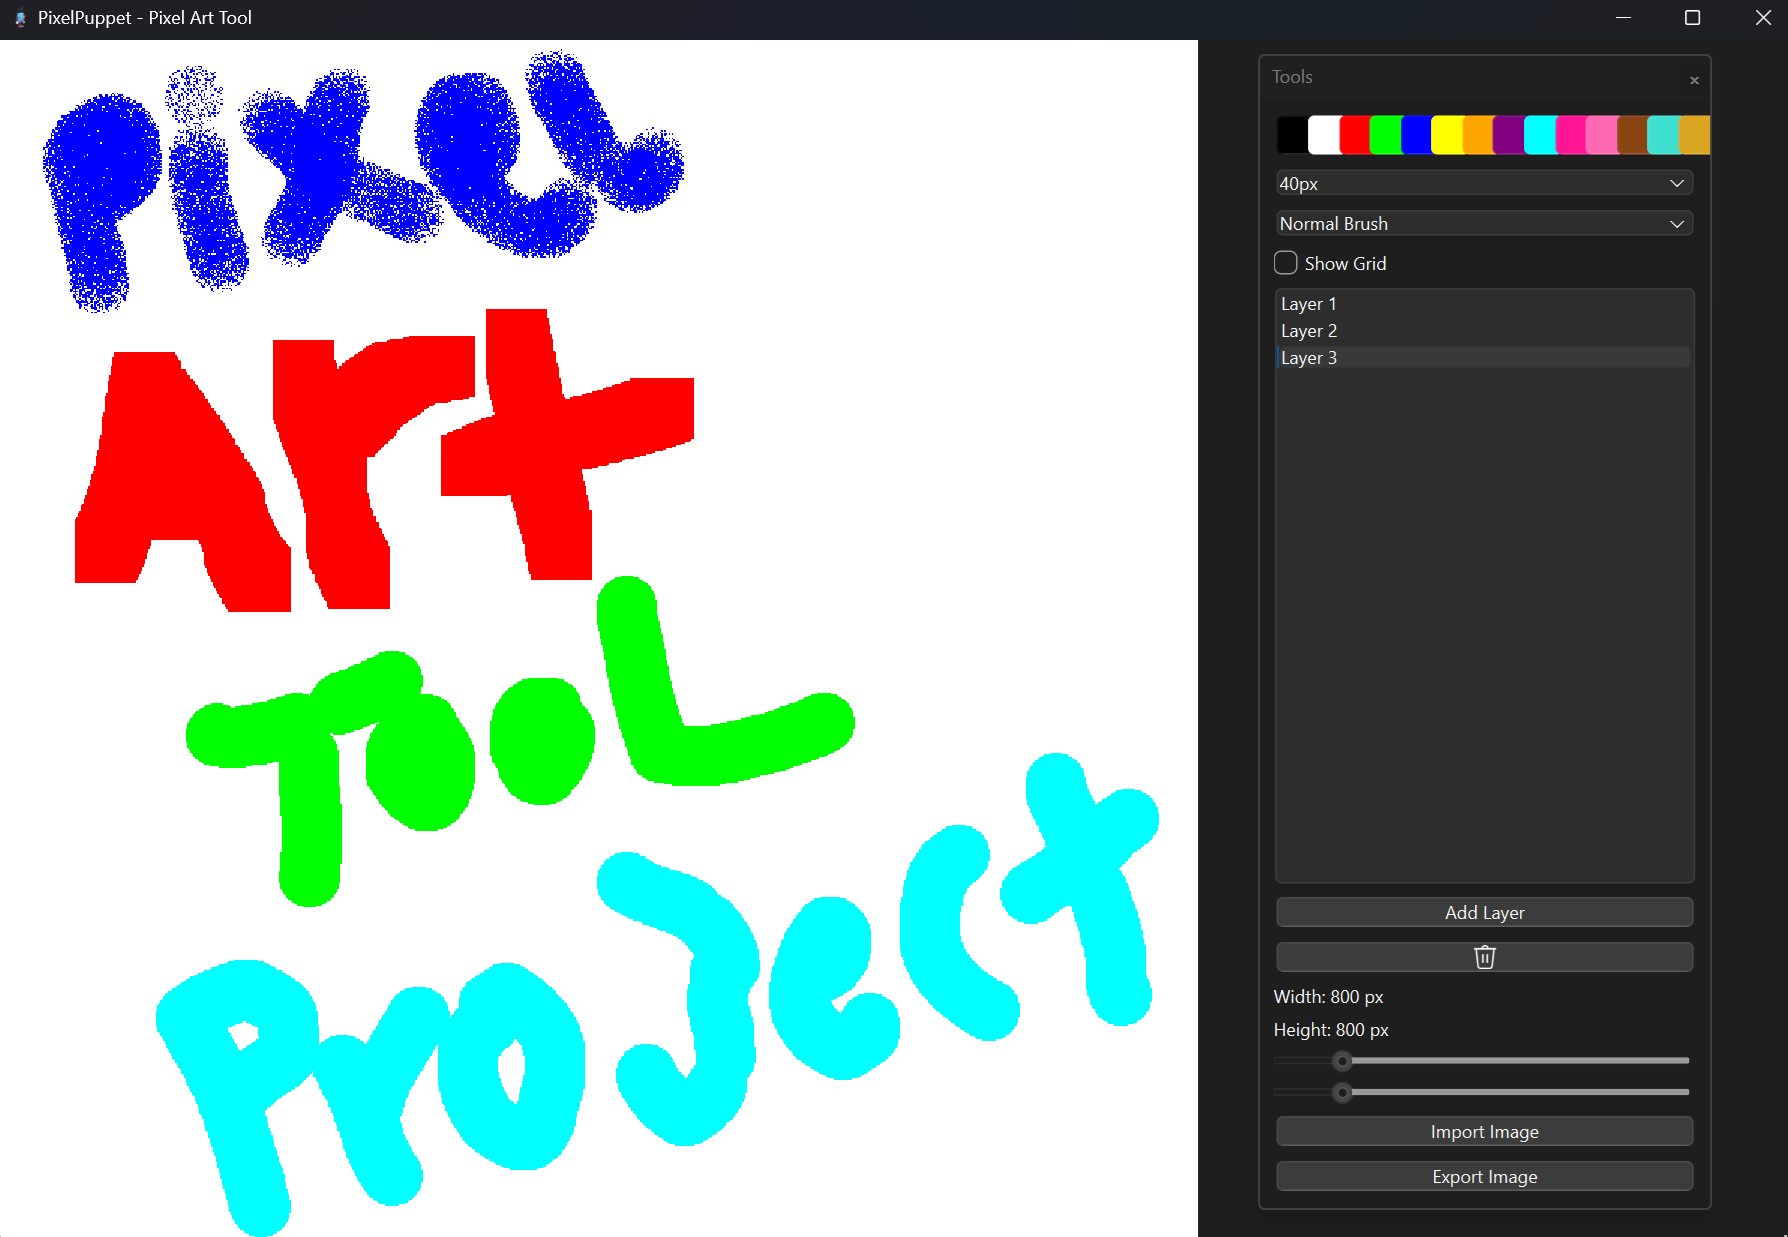 PixelPuppet - Pixel Art Tool
Pixel
Art
TooL
ProJect
Tools
40px
Normal Brush
Show Grid
Layer 1
Layer 2
Layer 3
Add Layer
Width: 800 px
Height: 800 px
Import Image
Export Image